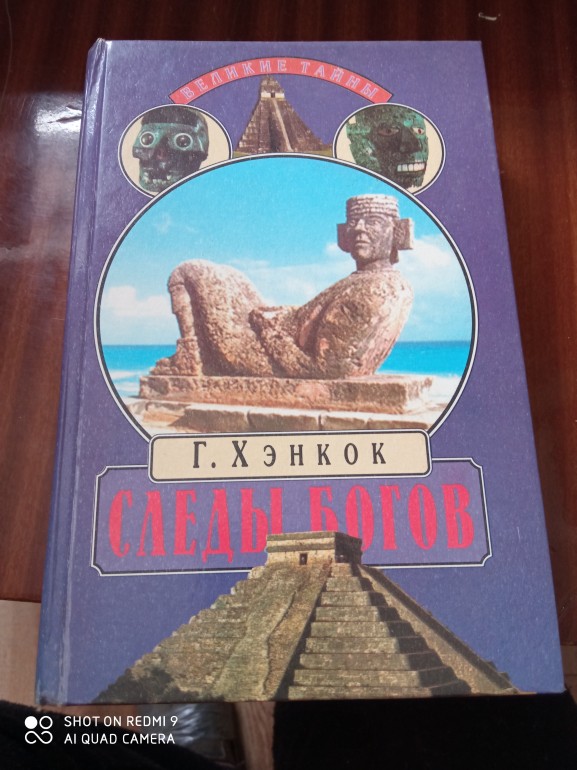 ВЕЛИКИЕ ТАЙНЫ
Г. ХЭНКОК
СЛЕДЫ БОГОВ
SHOT ON REDMI 9
AI QUAD CAMERA